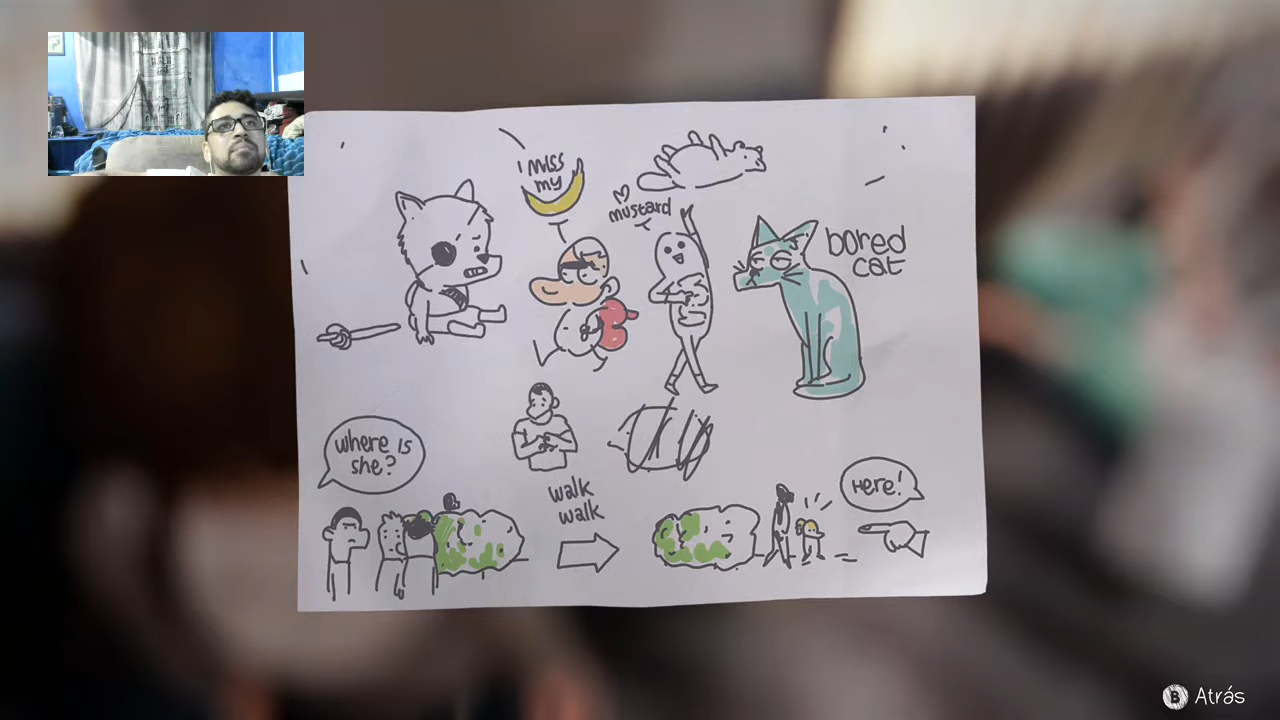 I MISS
MY
♡
mustard
bored
cat
where is
she?
walk
walk
HERE!
B Atrás